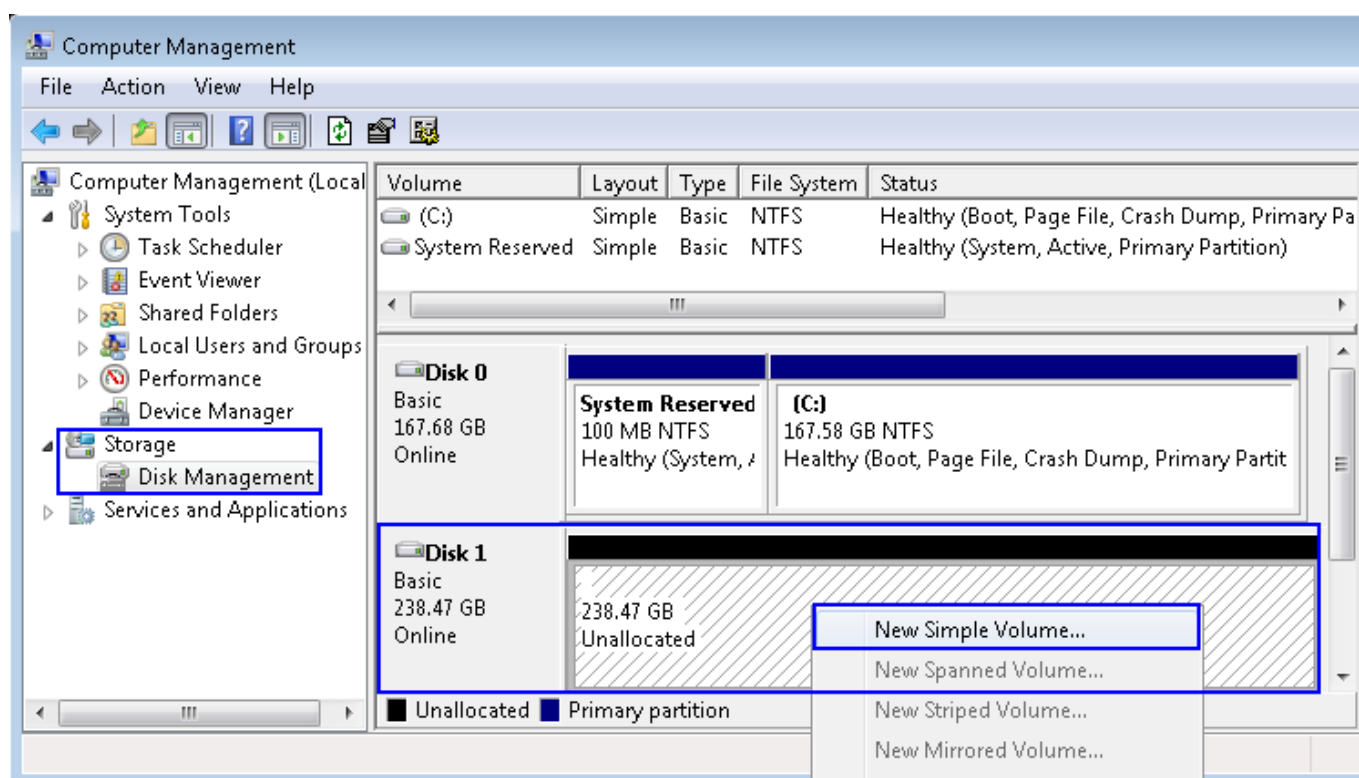 Computer Management
File Action View Help
Computer Management (Local
System Tools
Task Scheduler
Event Viewer
Shared Folders
Local Users and Groups
Performance
Device Manager
Storage
Disk Management
Services and Applications
Volume Layout Type File System Status
(C:) Simple Basic NTFS Healthy (Boot, Page File, Crash Dump, Primary Pa
System Reserved Simple Basic NTFS Healthy (System, Active, Primary Partition)
Disk 0
Basic
167.68 GB
Online
System Reserved
100 MB NTFS
Healthy (System, A
(C:)
167.58 GB NTFS
Healthy (Boot, Page File, Crash Dump, Primary Partit
Disk 1
Basic
238.47 GB
Online
238.47 GB
Unallocated
New Simple Volume...
New Spanned Volume...
New Striped Volume...
New Mirrored Volume...
Unallocated Primary partition